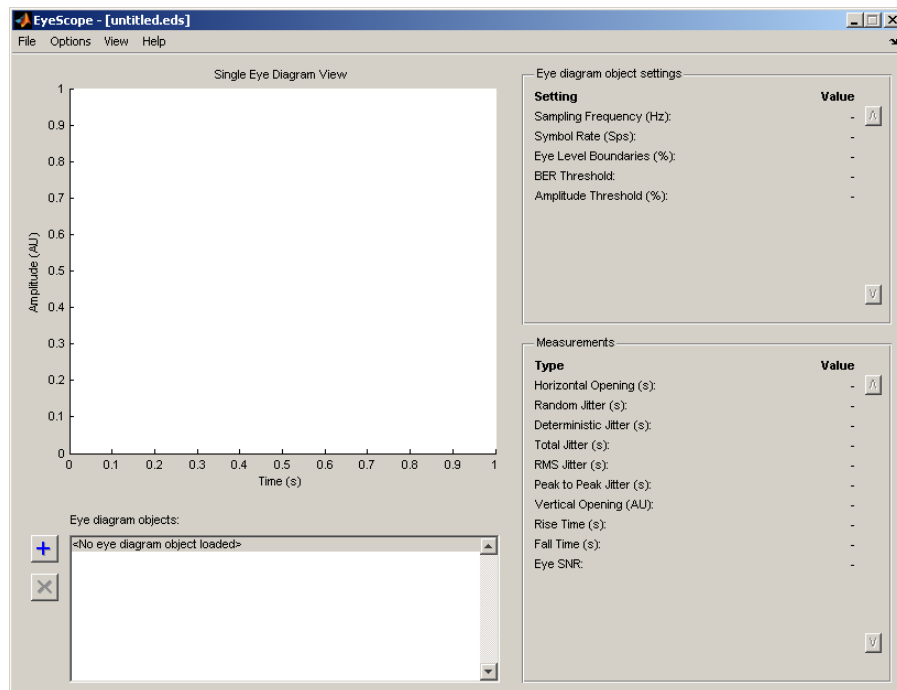 EyeScope - [untitled.eds]
File Options View Help
Single Eye Diagram View
1
0.9
0.8
0.7
0.6
0.5
0.4
0.3
0.2
0.1
0
Amplitude (AU)
0 0.1 0.2 0.3 0.4 0.5 0.6 0.7 0.8 0.9 1
Time (s)
Eye diagram objects:
<No eye diagram object loaded>
Eye diagram object settings
Setting Value
Sampling Frequency (Hz): -
Symbol Rate (Sps): -
Eye Level Boundaries (%): -
BER Threshold: -
Amplitude Threshold (%): -
Measurements
Type Value
Horizontal Opening (s): -
Random Jitter (s): -
Deterministic Jitter (s): -
Total Jitter (s): -
RMS Jitter (s): -
Peak to Peak Jitter (s): -
Vertical Opening (AU): -
Rise Time (s): -
Fall Time (s): -
Eye SNR: -